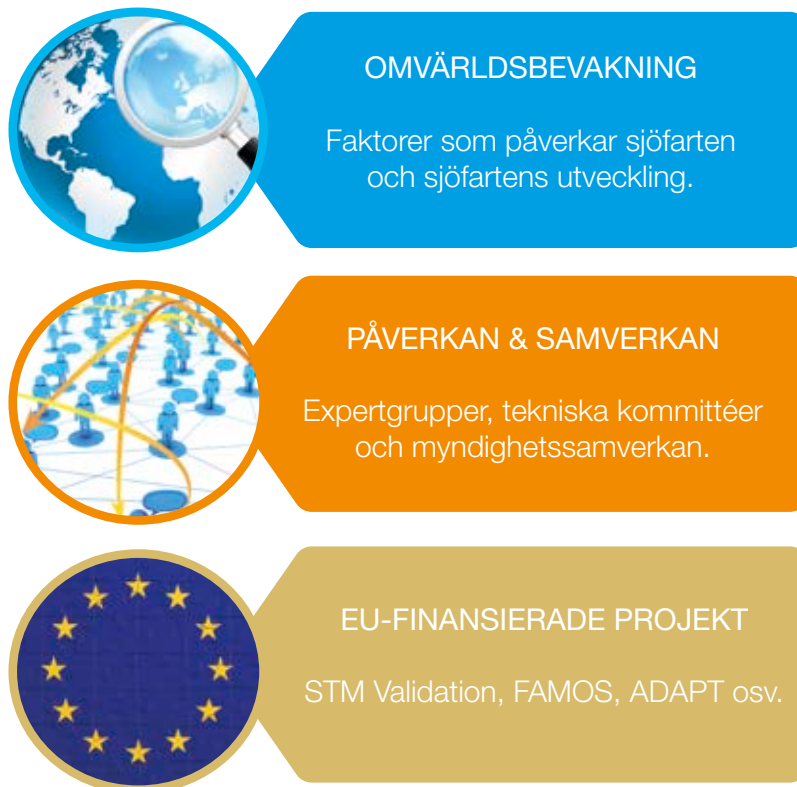 OMVÄRLDSBEVAKNING
Faktorer som påverkar sjöfarten
och sjöfartens utveckling.
PÅVERKAN & SAMVERKAN
Expertgrupper, tekniska kommittéer
och myndighetssamverkan.
EU-FINANSIERADE PROJEKT
STM Validation, FAMOS, ADAPT osv.